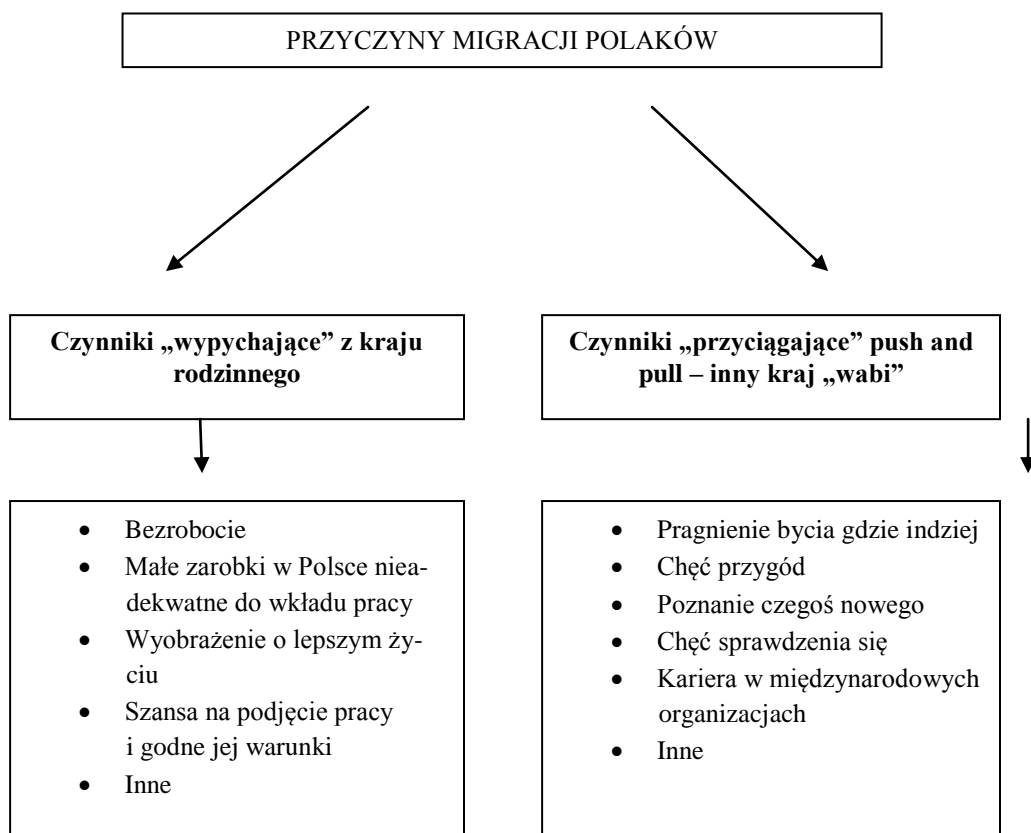 PRZYCZYNY MIGRACJI POLAKÓW
Czynniki „wypychające” z kraju
rodzinnego
Czynniki „przyciągające” push and
pull – inny kraj „wabi”
• Bezrobocie
• Małe zarobki w Polsce niea-
dekwatne do wkładu pracy
• Wyobrażenie o lepszym ży-
ciu
• Szansa na podjęcie pracy
i godne jej warunki
• Inne
• Pragnienie bycia gdzie indziej
• Chęć przygód
• Poznanie czegoś nowego
• Chęć sprawdzenia się
• Kariera w międzynarodowych
organizacjach
• Inne